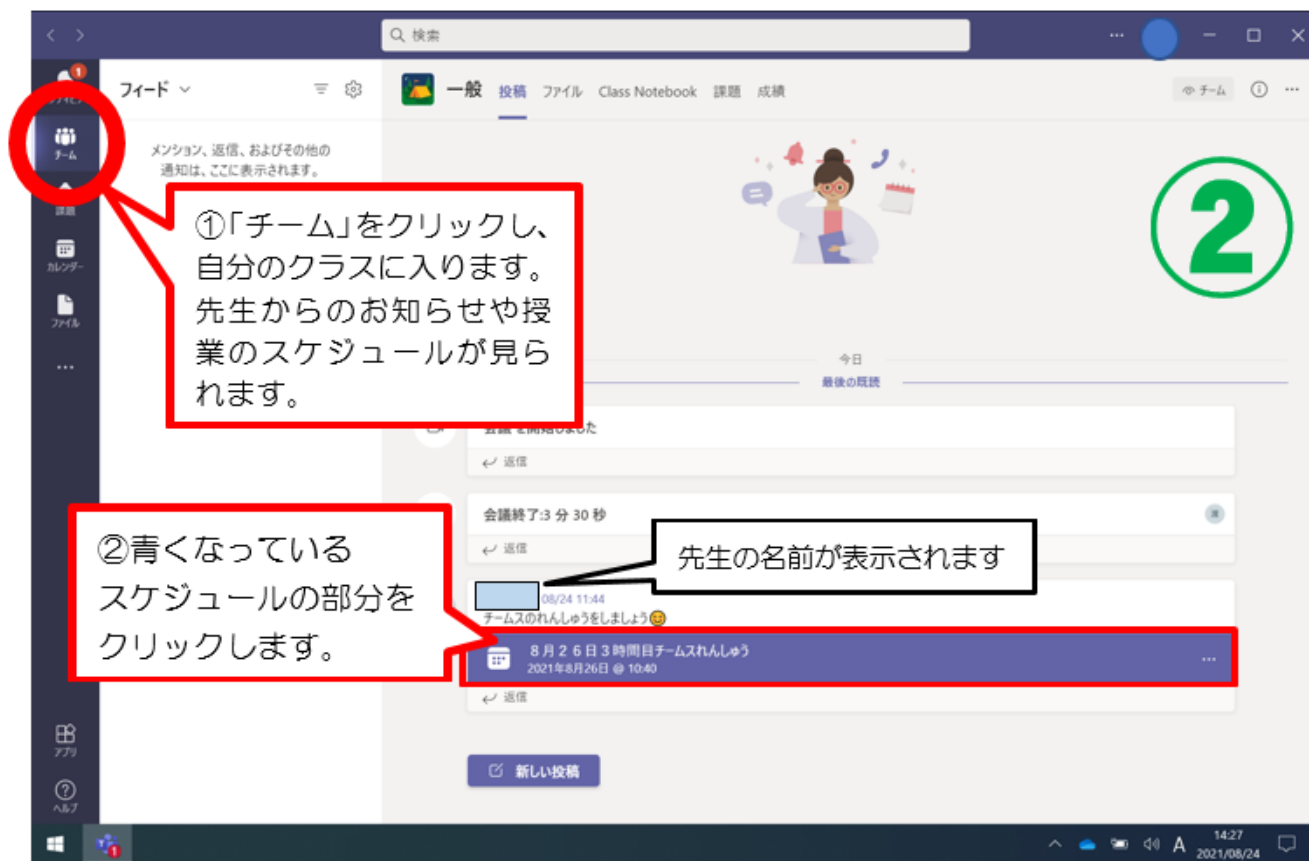 検索
1
フィード
一般 投稿 ファイル Class Notebook 課題 成績
チーム
チーム
メンション、返信、およびその他の
通知は、ここに表示されます。
課題
カレンダー
ファイル
①「チーム」をクリックし、
自分のクラスに入ります。
先生からのお知らせや授
業のスケジュールが見ら
れます。
②
今日
最後の既読
会議 を開始しました
返信
会議終了:3 分 30 秒
返信
②青くなっている
スケジュールの部分を
クリックします。
先生の名前が表示されます
08/24 11:44
チームスのれんしゅうをしましょう😊
8月26日3時間目チームスれんしゅう
2021年8月26日 @ 10:40
返信
新しい投稿
アプリ
ヘルプ
1
A
14:27
2021/08/24